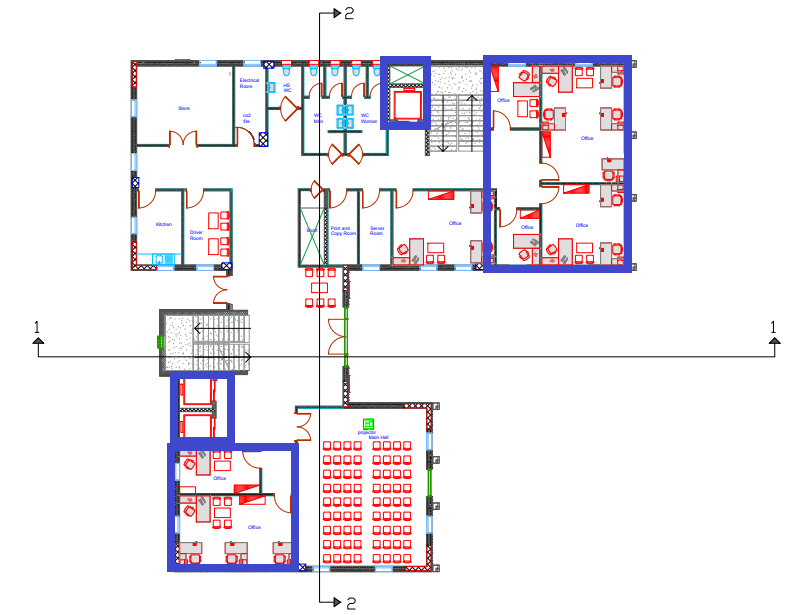 2
Electrical
Room
HS
WC
Office
Store
co2
fire
WC
Man
WC
Woman
Office
Kitchen
Driver
Room
Print and
Copy Room
Server
Room
Office
Office
Office
1
1
projector
Main Hall
Office
Office
2